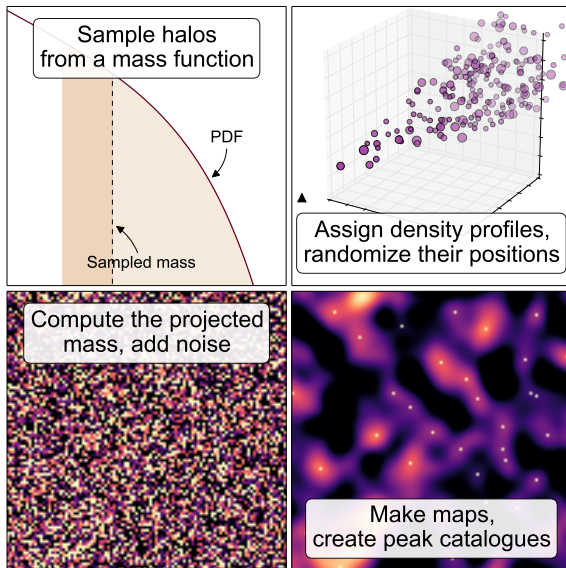 Sample halos
from a mass function
PDF
Sampled mass
Assign density profiles,
randomize their positions
Compute the projected
mass, add noise
Make maps,
create peak catalogues